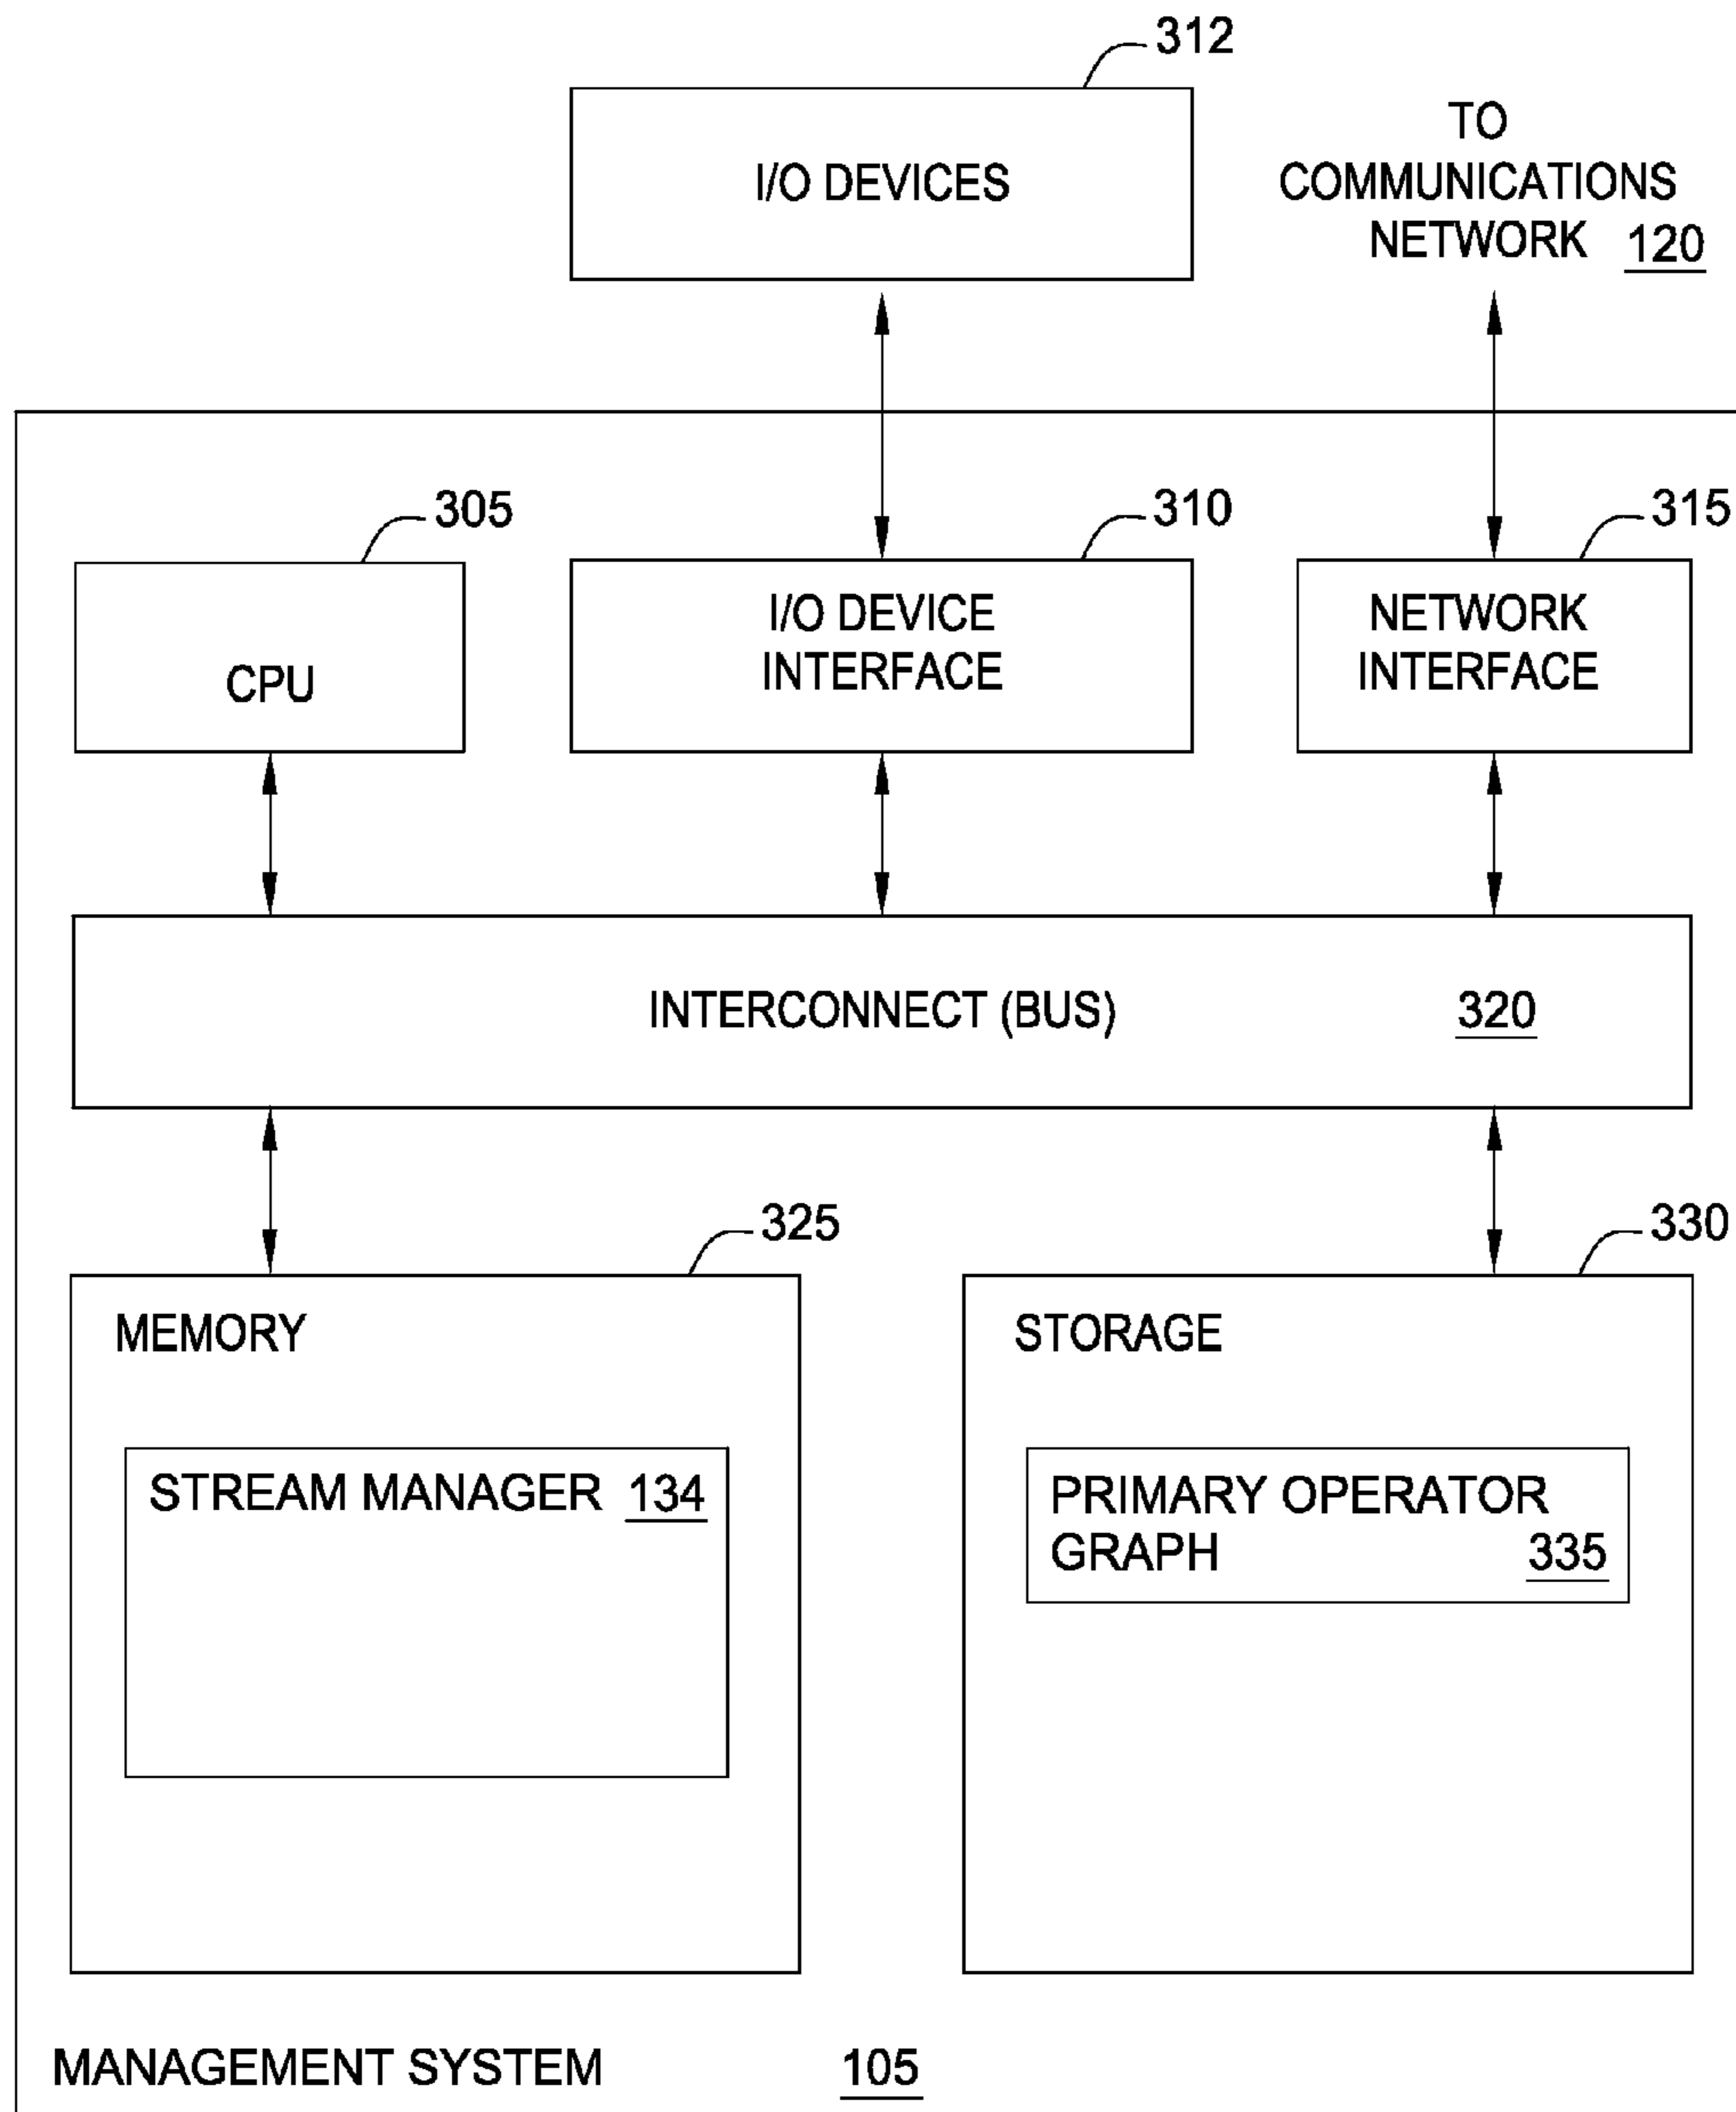 312
I/O DEVICES
TO
COMMUNICATIONS
NETWORK 120
305
310
315
CPU
I/O DEVICE
INTERFACE
NETWORK
INTERFACE
INTERCONNECT (BUS) 320
325
330
MEMORY
STORAGE
STREAM MANAGER 134
PRIMARY OPERATOR
GRAPH 335
MANAGEMENT SYSTEM 105